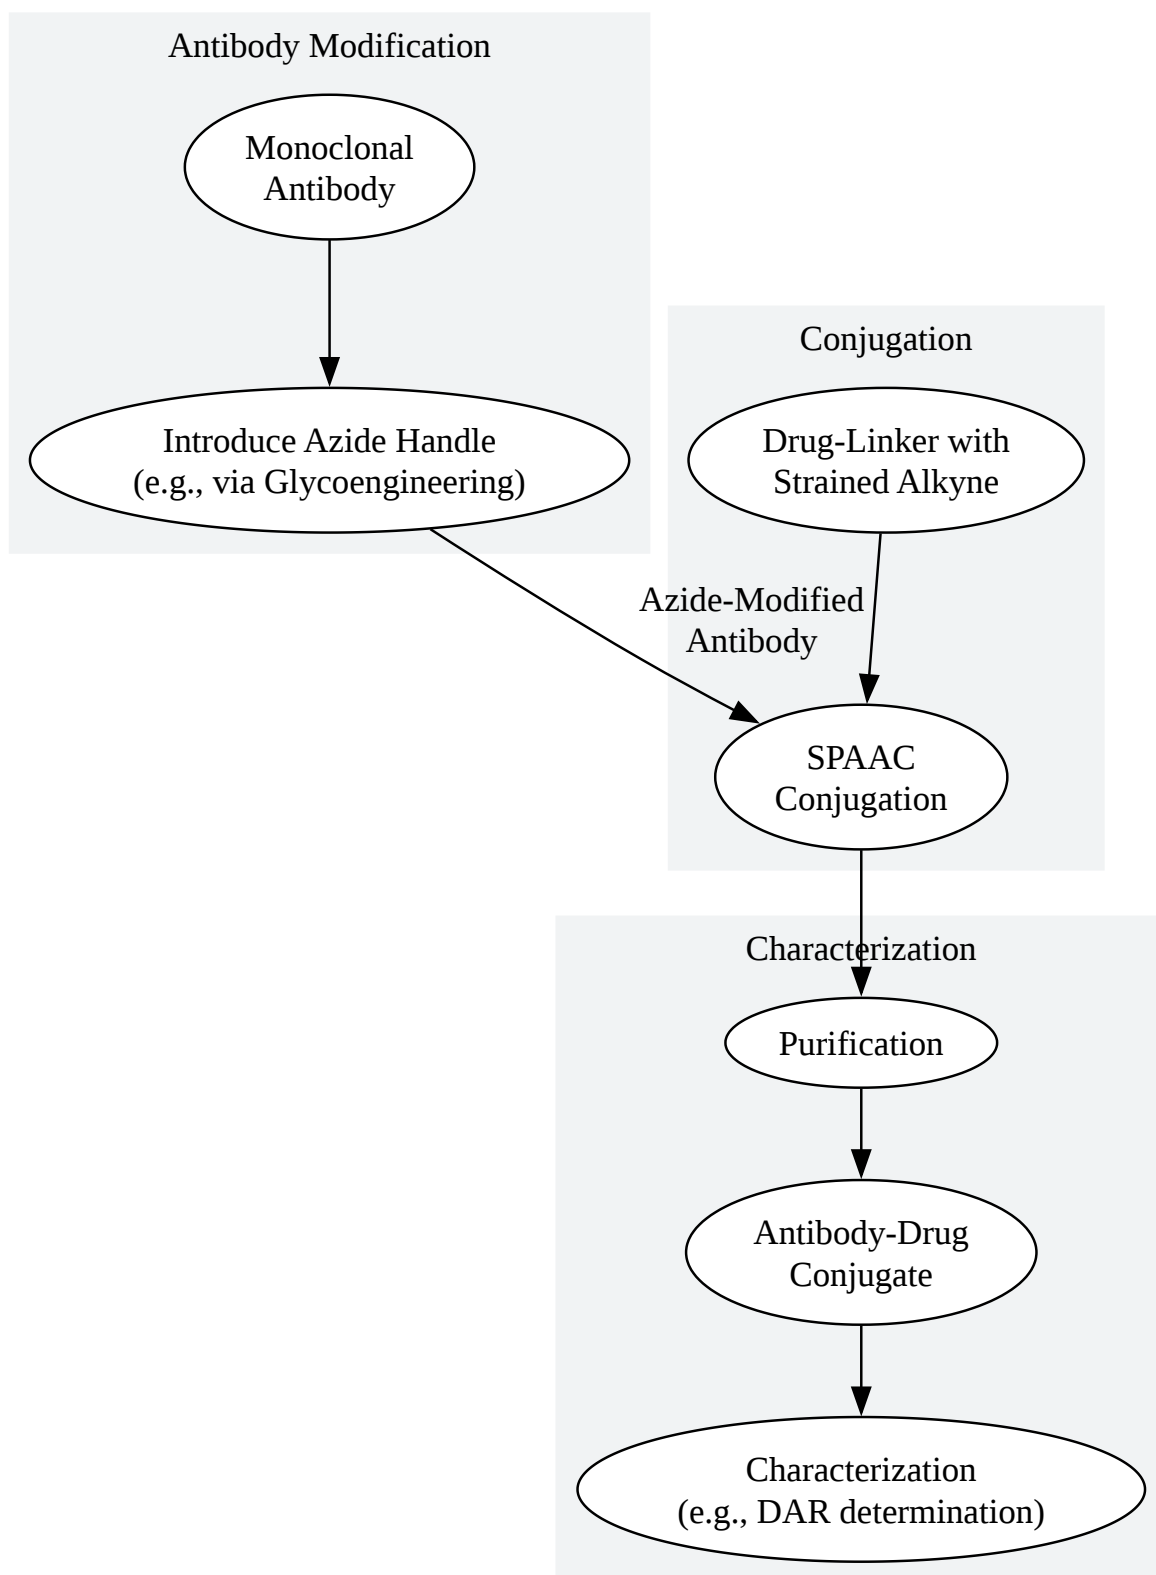 Antibody Modification
Monoclonal
Antibody
Introduce Azide Handle
(e.g., via Glycoengineering)
Conjugation
Drug-Linker with
Strained Alkyne
Azide-Modified
Antibody
SPAAC
Conjugation
Characterization
Purification
Antibody-Drug
Conjugate
Characterization
(e.g., DAR determination)